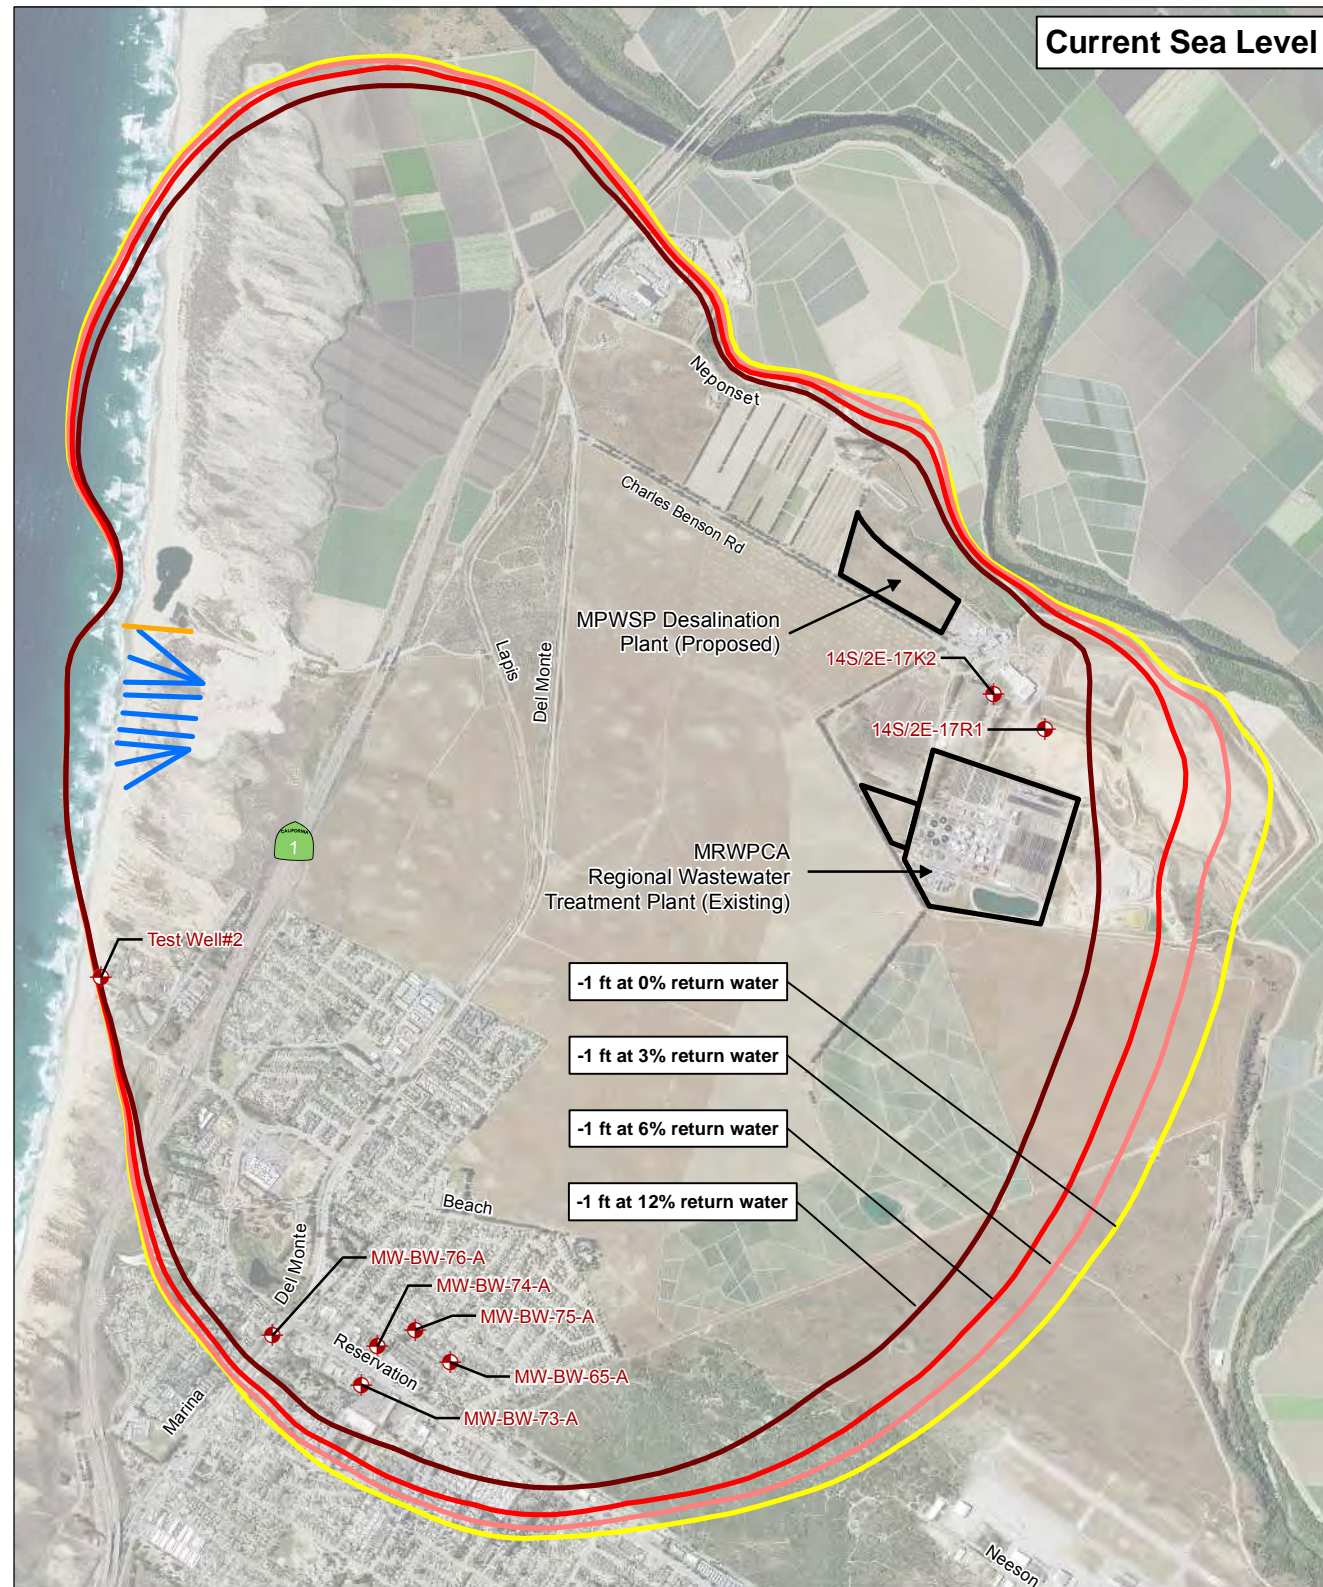 Current Sea Level
Neponset
Charles Benson Rd
MPWSP Desalination
Plant (Proposed)
14S/2E-17K2
Lapis
Del Monte
14S/2E-17R1
CALIFORNIA
1
MRWPCA
Regional Wastewater
Treatment Plant (Existing)
Test Well#2
-1 ft at 0% return water
-1 ft at 3% return water
-1 ft at 6% return water
-1 ft at 12% return water
Beach
Del Monte
MW-BW-76-A
MW-BW-74-A
MW-BW-75-A
Reservation
MW-BW-65-A
Marina
MW-BW-73-A
Neeson